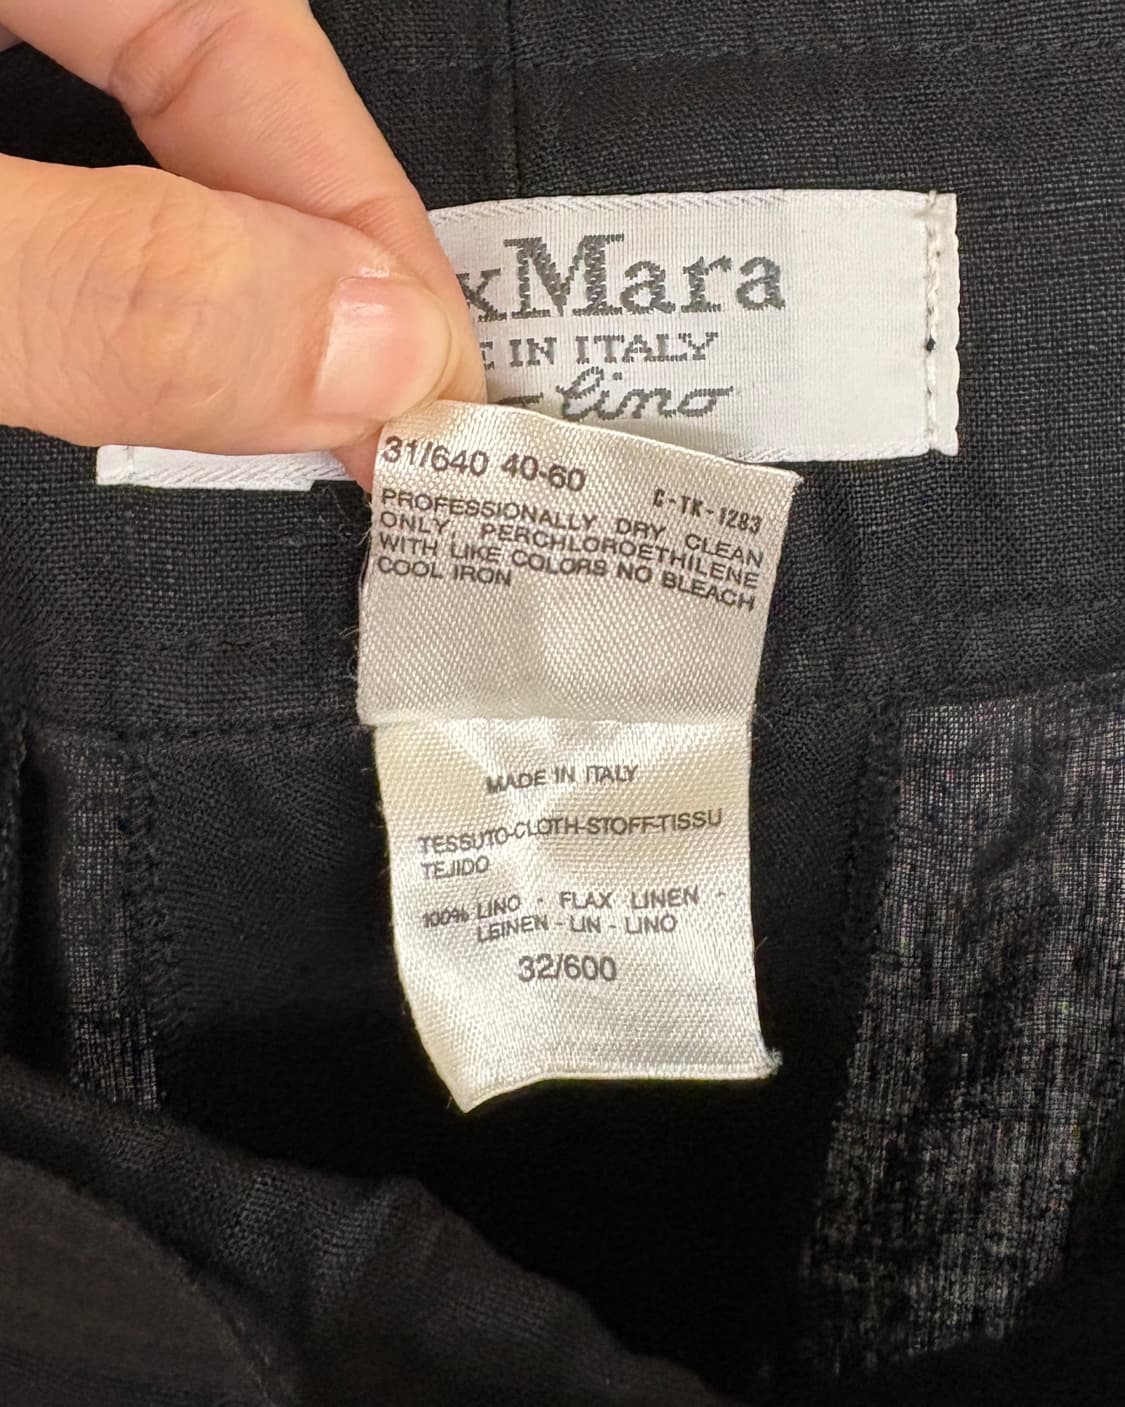 xMara
E IN ITALY
lino
31/640 40-60
C-TK-1283
PROFESSIONALLY DRY CLEAN
ONLY PERCHLOROETHILENE
WITH LIKE COLORS NO BLEACH
COOL IRON
MADE IN ITALY
TESSUTO-CLOTH-STOFF-TISSU
TEJIDO
100% LINO - FLAX LINEN -
LEINEN - LIN - LINO
32/600